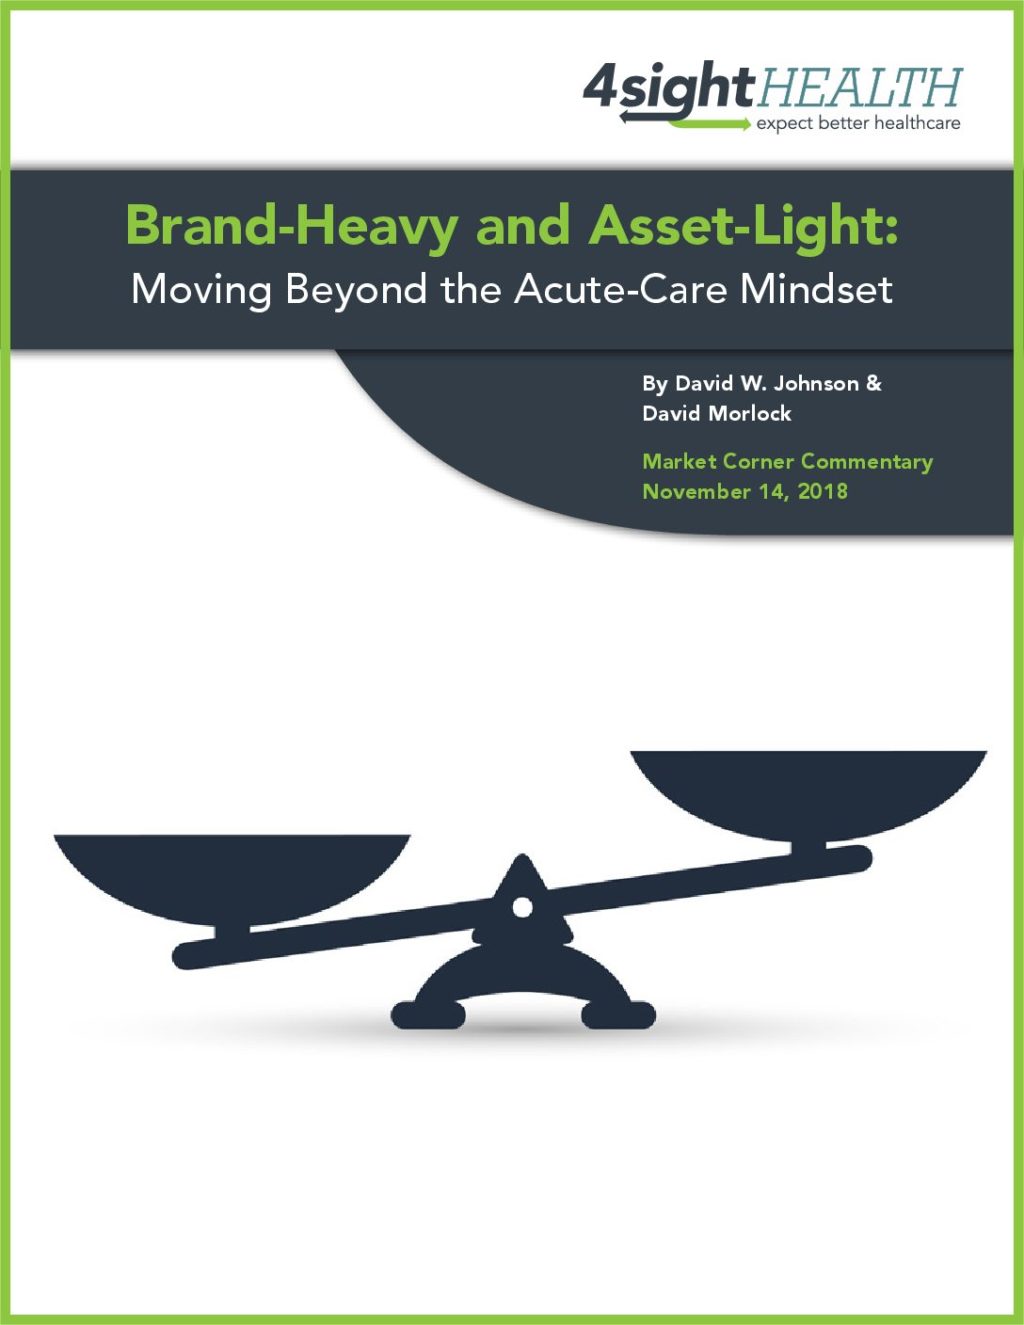 4sightHEALTH
expect better healthcare
Brand-Heavy and Asset-Light:
Moving Beyond the Acute-Care Mindset
By David W. Johnson &
David Morlock
Market Corner Commentary
November 14, 2018